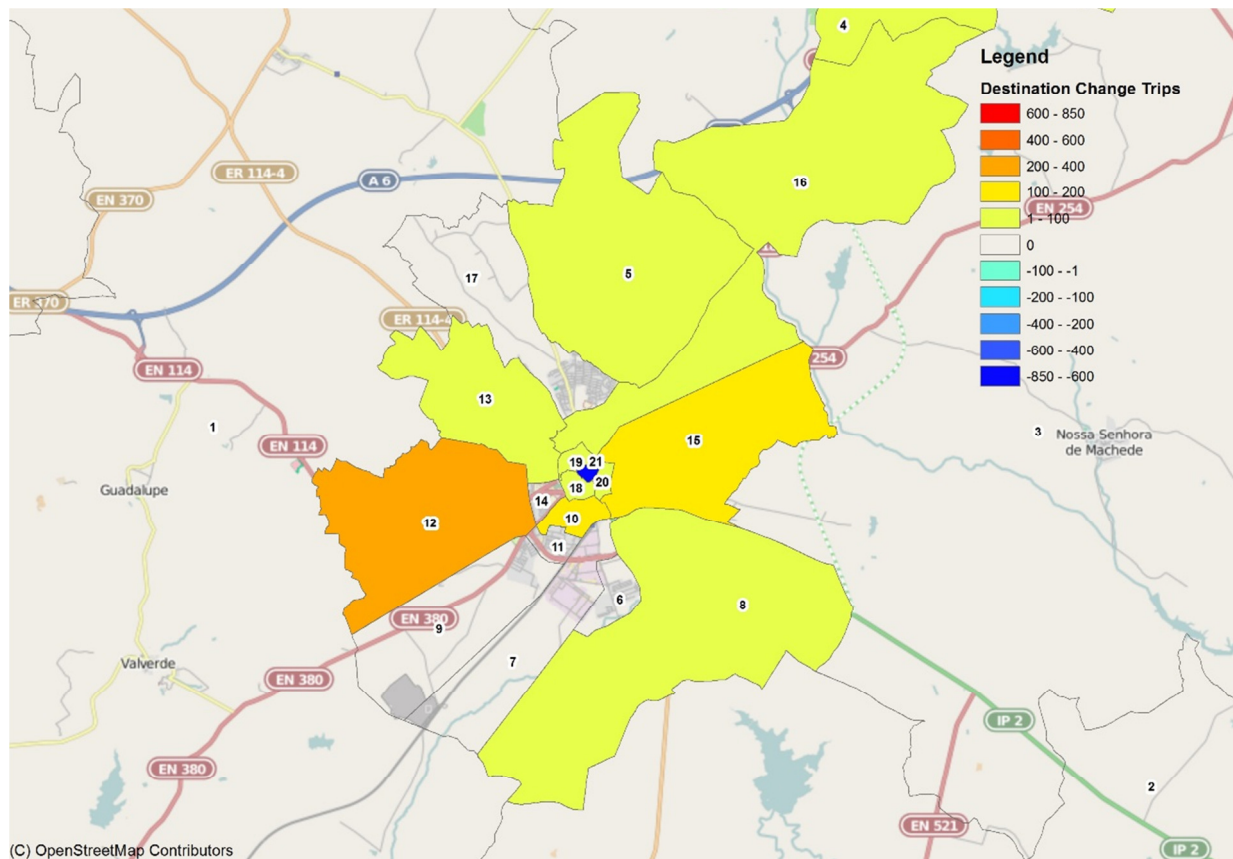 4
Legend
Destination Change Trips
600 - 850
400 - 600
200 - 400
100 - 200
1 - 100
0
-100 - -1
-200 - -100
-400 - -200
-600 - -400
-850 - -600
ER 114-4
A 6
EN 370
16
EN 254
17
5
ER 370
ER 114-4
254
EN 114
13
1
EN 114
15
3
Nossa Senhora
de Machede
19
21
Guadalupe
18
20
14
12
10
11
6
8
EN 380
9
Valverde
7
EN 380
IP 2
EN 380
2
EN 521
IP 2
(C) OpenStreetMap Contributors